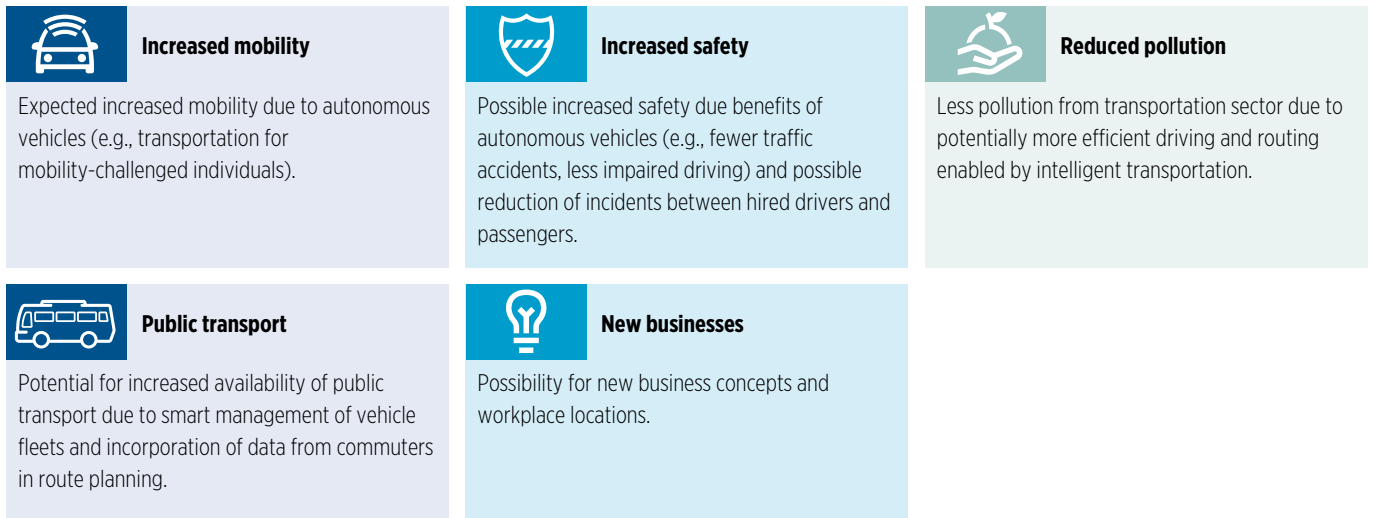 Increased mobility
Expected increased mobility due to autonomous
vehicles (e.g., transportation for
mobility-challenged individuals).
Increased safety
Possible increased safety due benefits of
autonomous vehicles (e.g., fewer traffic
accidents, less impaired driving) and possible
reduction of incidents between hired drivers and
passengers.
Reduced pollution
Less pollution from transportation sector due to
potentially more efficient driving and routing
enabled by intelligent transportation.
Public transport
Potential for increased availability of public
transport due to smart management of vehicle
fleets and incorporation of data from commuters
in route planning.
New businesses
Possibility for new business concepts and
workplace locations.